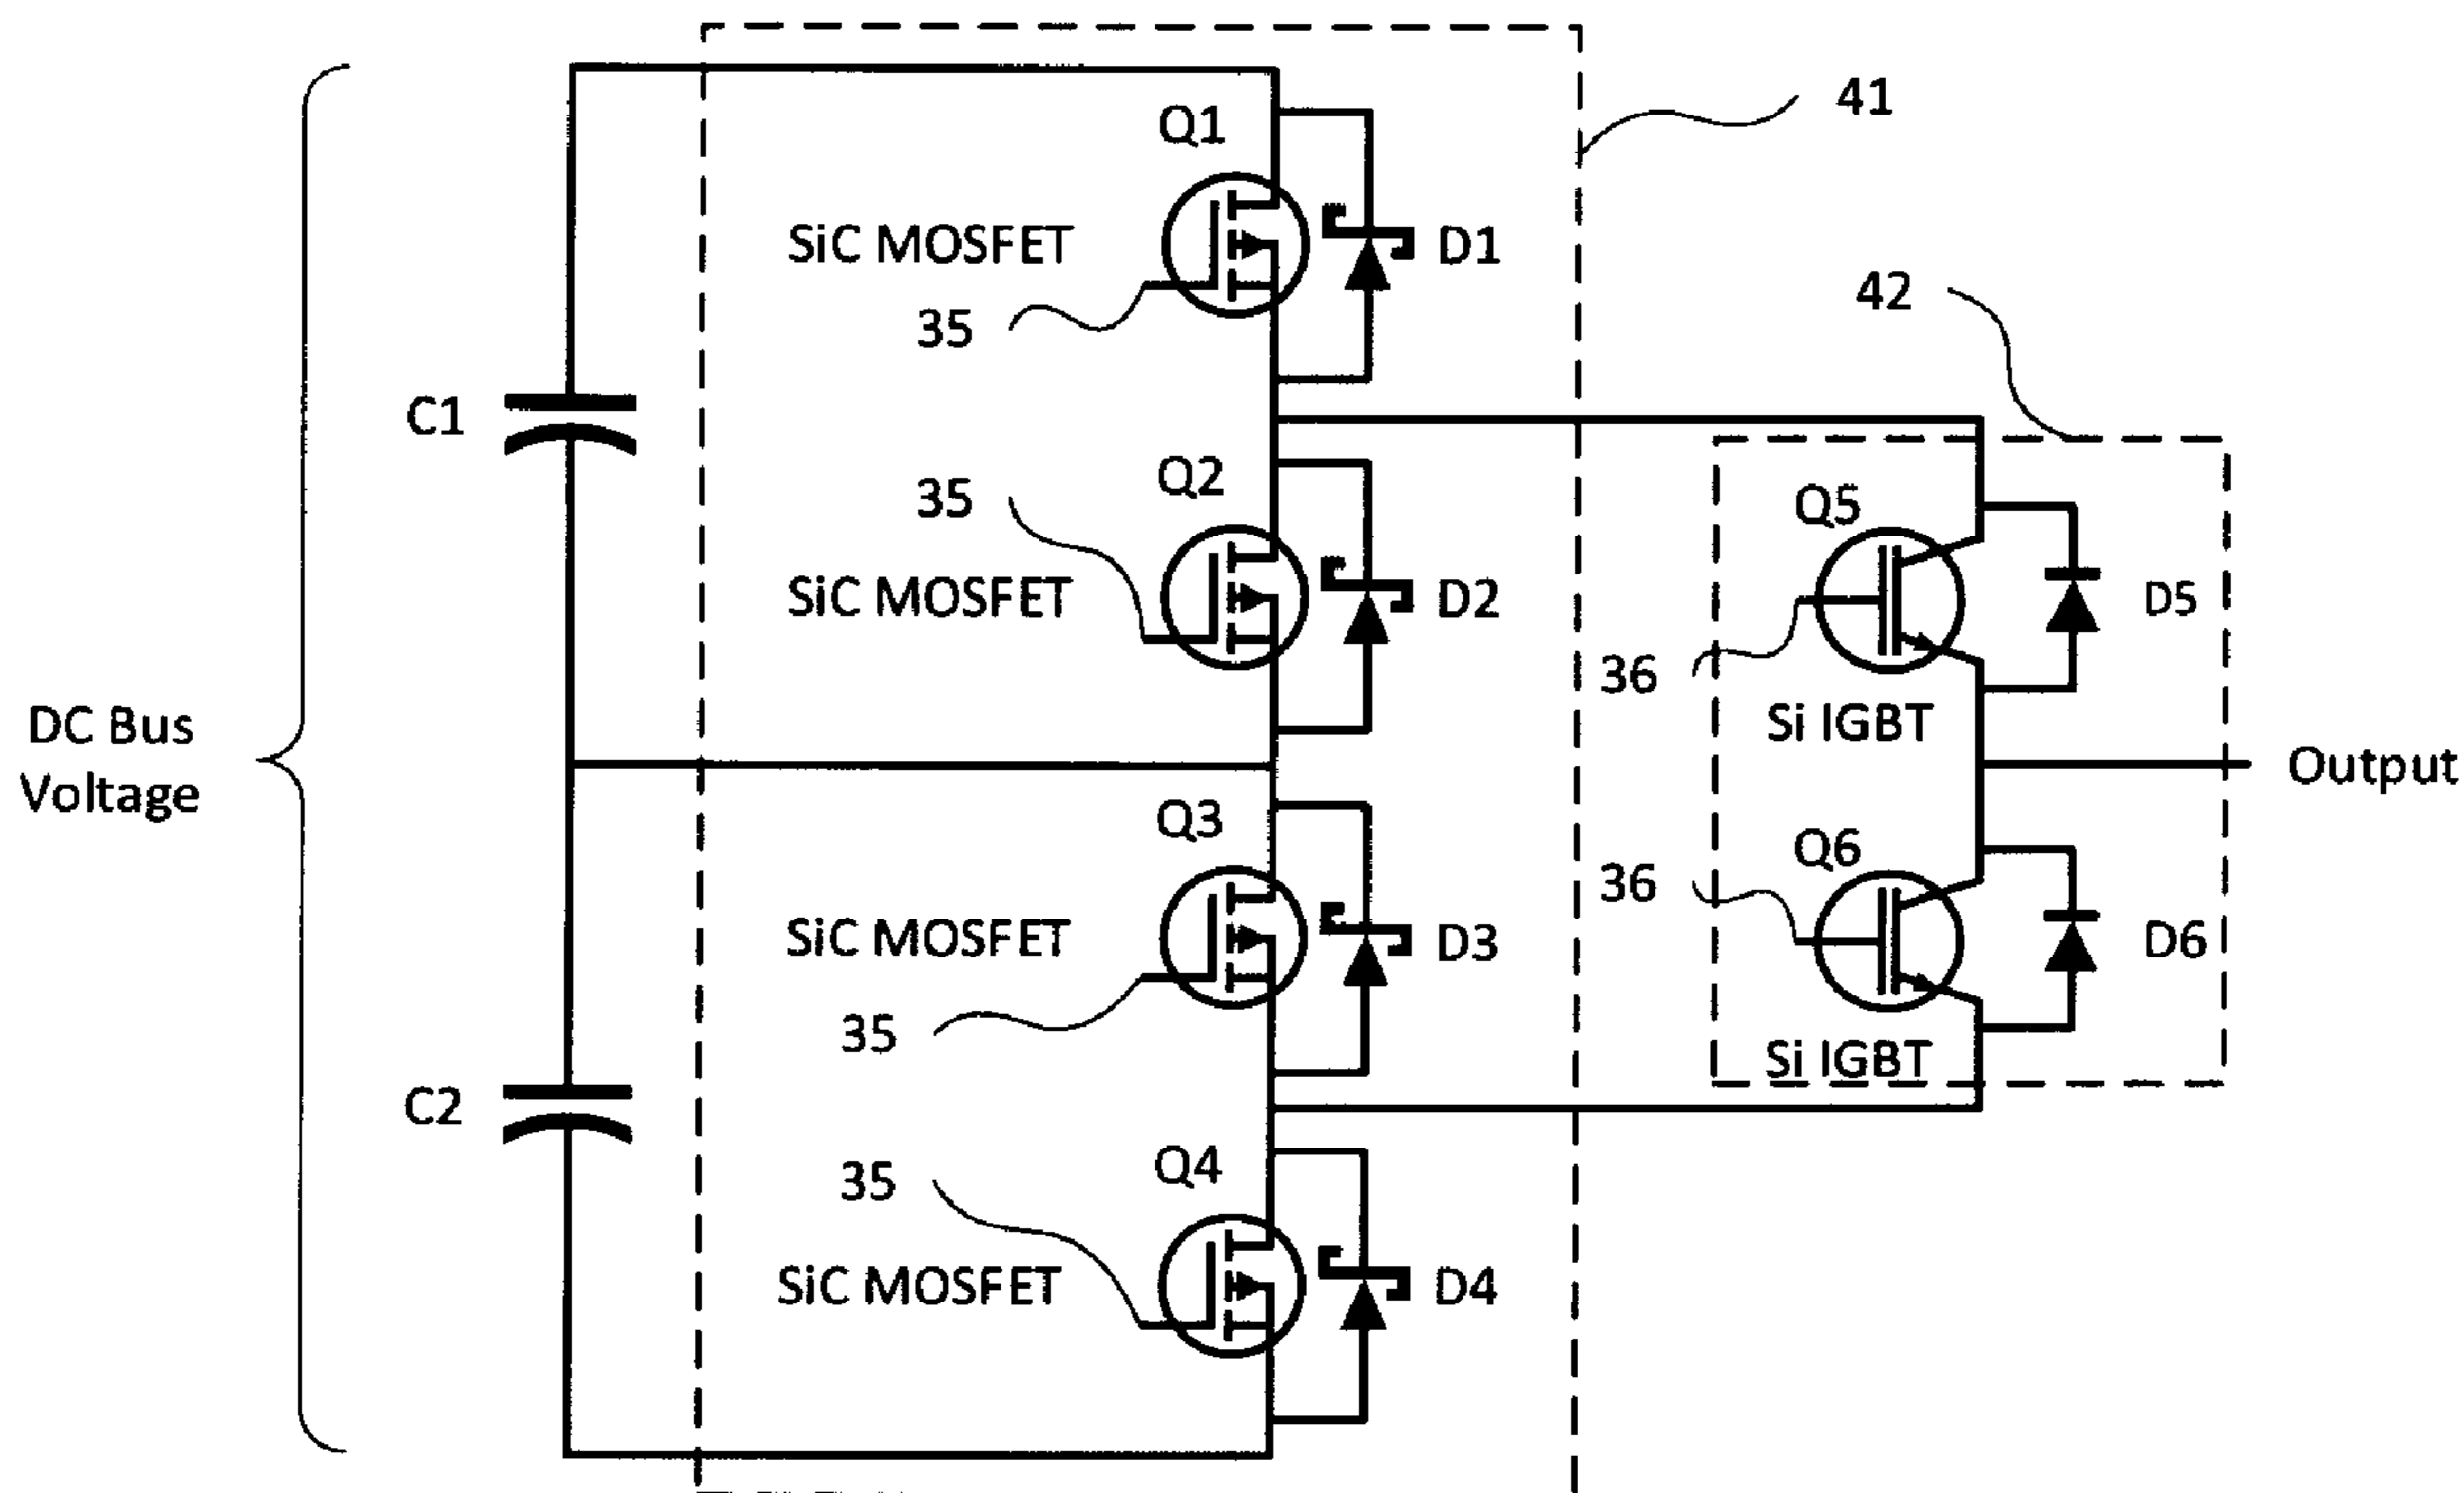 41
Q1
SiC MOSFET
D1
35
42
C1
Q2
35
Q5
SiC MOSFET
D2
D5
36
Si IGBT
DC Bus
Voltage
Output
Q3
Q6
36
SiC MOSFET
D3
D6
35
Si IGBT
C2
Q4
35
SiC MOSFET
D4